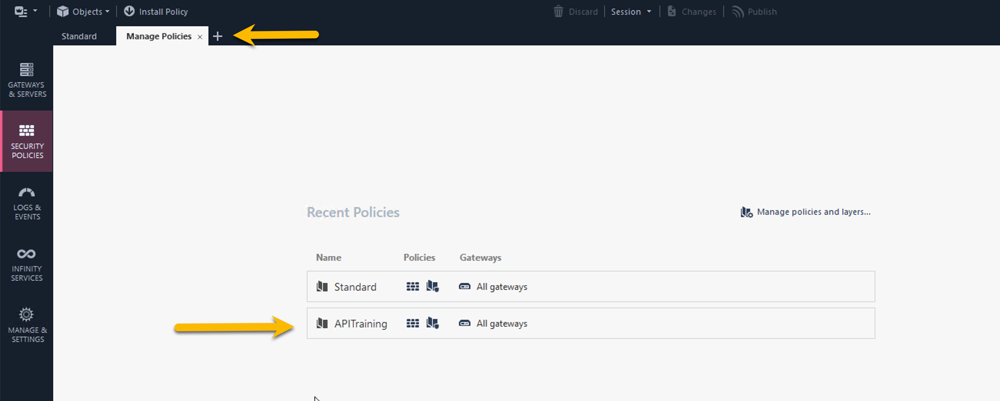 Objects
Install Policy
Discard
Session
Changes
Publish
Standard
Manage Policies
GATEWAYS
& SERVERS
SECURITY
POLICIES
LOGS &
EVENTS
INFINITY
SERVICES
MANAGE &
SETTINGS
Recent Policies
Manage policies and layers...
Name Policies Gateways
Standard All gateways
APITraining All gateways